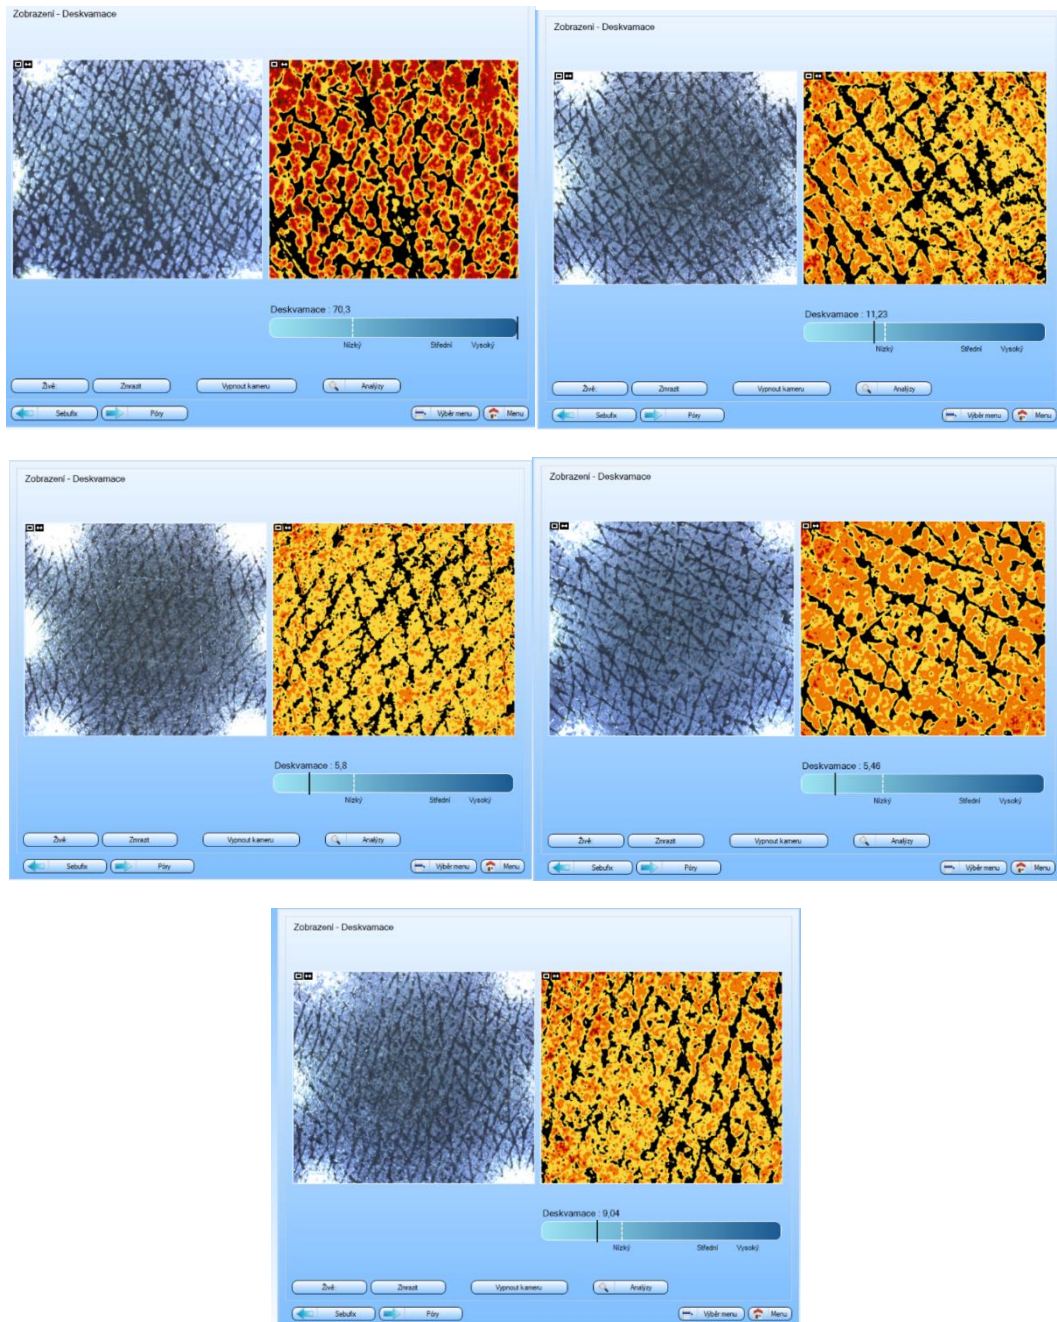 Zobrazení - Deskvamace
Deskvamace : 70,3
Nízký Střední Vysoký
Živě Zmrazit Vypnout kameru Analýzy
Sebufix Póry Výběr menu Menu
Zobrazení - Deskvamace
Deskvamace : 11,23
Nízký Střední Vysoký
Živě Zmrazit Vypnout kameru Analýzy
Sebufix Póry Výběr menu Menu
Zobrazení - Deskvamace
Deskvamace : 5,8
Nízký Střední Vysoký
Živě Zmrazit Vypnout kameru Analýzy
Sebufix Póry Výběr menu Menu
Zobrazení - Deskvamace
Deskvamace : 5,46
Nízký Střední Vysoký
Živě Zmrazit Vypnout kameru Analýzy
Sebufix Póry Výběr menu Menu
Zobrazení - Deskvamace
Deskvamace : 9,04
Nízký Střední Vysoký
Živě Zmrazit Vypnout kameru Analýzy
Sebufix Póry Výběr menu Menu